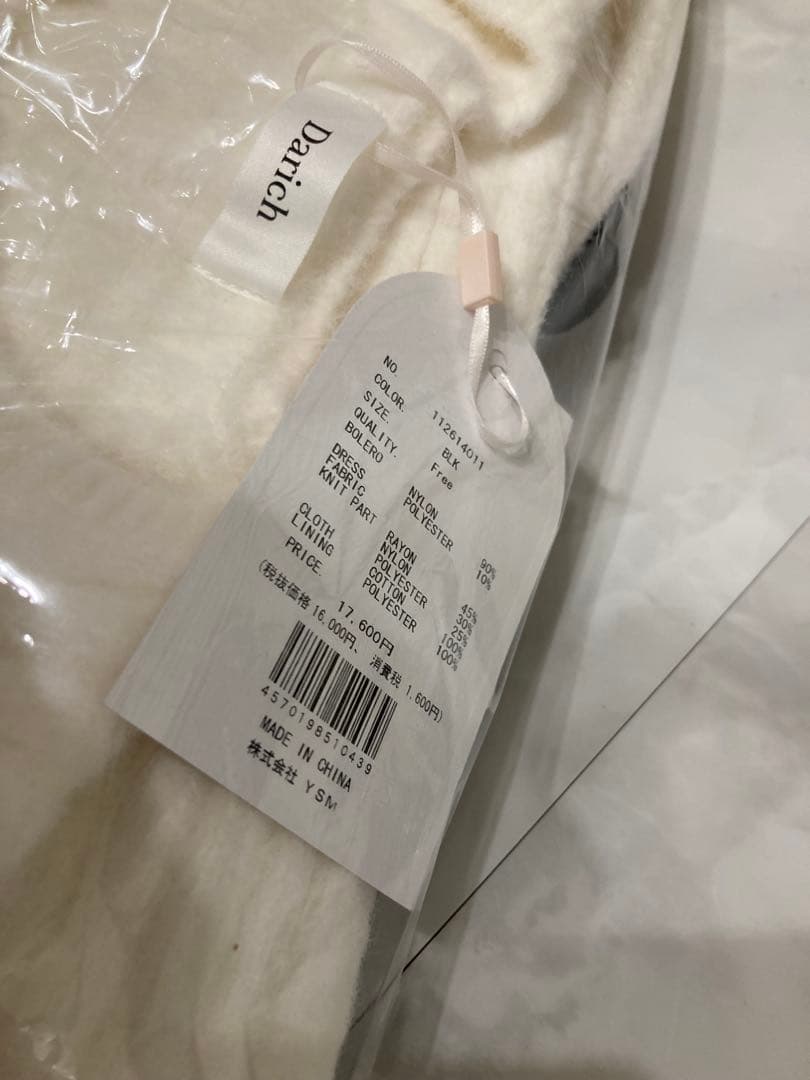 Darich
NO. 112614011
COLOR. BLK
SIZE. Free
QUALITY.
BOLERO NYLON 90%
POLYESTER 10%
DRESS
FABRIC
KNIT PART RAYON 45%
NYLON 30%
POLYESTER 25%
CLOTH COTTON 100%
LINING POLYESTER 100%
PRICE. 17,600円
(税抜価格 16,000円、 消費税 1,600円)
4570198510439
MADE IN CHINA
株式会社 YSM